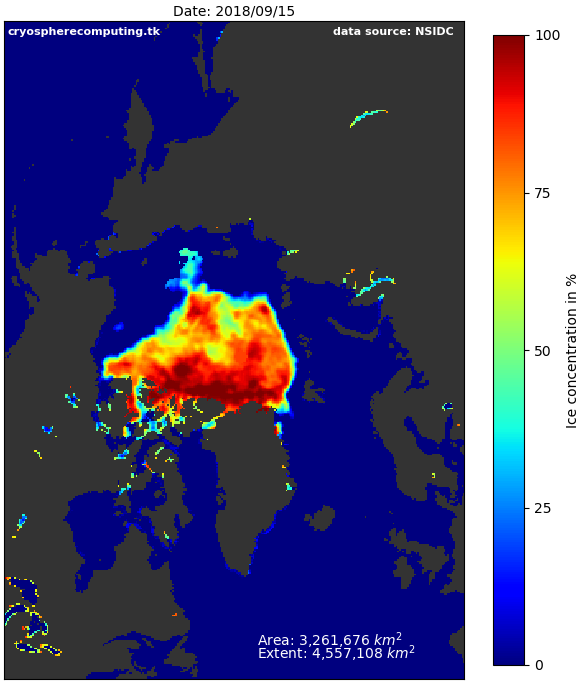 Date: 2018/09/15
cryospherecomputing.tk data source: NSIDC
100
75
50
25
0
Ice concentration in %
Area: 3,261,676 km²
Extent: 4,557,108 km²